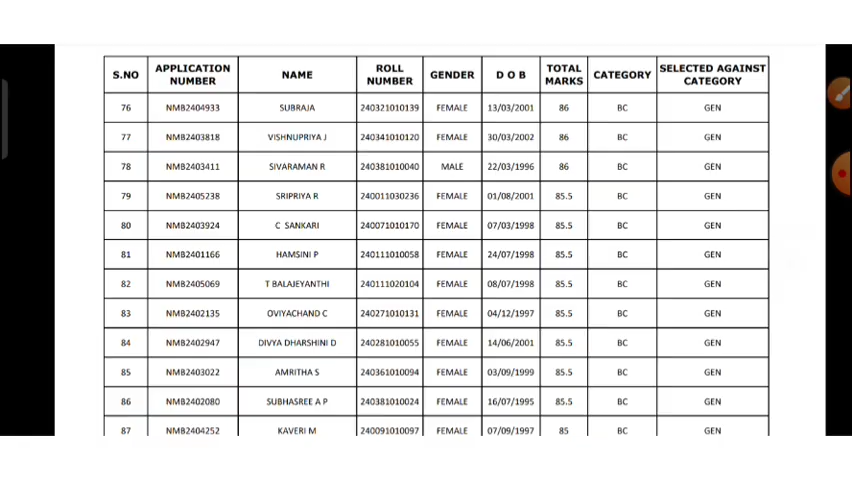 S.NO APPLICATION NUMBER NAME ROLL NUMBER GENDER D O B TOTAL MARKS CATEGORY SELECTED AGAINST CATEGORY
76 NMB2404933 SUBRAJA 240321010139 FEMALE 13/03/2001 86 BC GEN
77 NMB2403818 VISHNUPRIYA J 240341010120 FEMALE 30/03/2002 86 BC GEN
78 NMB2403411 SIVARAMAN R 240381010040 MALE 22/03/1996 86 BC GEN
79 NMB2405238 SRIPRIYA R 240011030236 FEMALE 01/08/2001 85.5 BC GEN
80 NMB2403924 C SANKARI 240071010170 FEMALE 07/03/1998 85.5 BC GEN
81 NMB2401166 HAMSINI P 240111010058 FEMALE 24/07/1998 85.5 BC GEN
82 NMB2405069 T BALAJEYANTHI 240111020104 FEMALE 08/07/1998 85.5 BC GEN
83 NMB2402135 OVIYACHAND C 240271010131 FEMALE 04/12/1997 85.5 BC GEN
84 NMB2402947 DIVYA DHARSHINI D 240281010055 FEMALE 14/06/2001 85.5 BC GEN
85 NMB2403022 AMRITHA S 240361010094 FEMALE 03/09/1999 85.5 BC GEN
86 NMB2402080 SUBHASREE A P 240381010024 FEMALE 16/07/1995 85.5 BC GEN
87 NMB2404252 KAVERI M 240091010097 FEMALE 07/09/1997 85 BC GEN